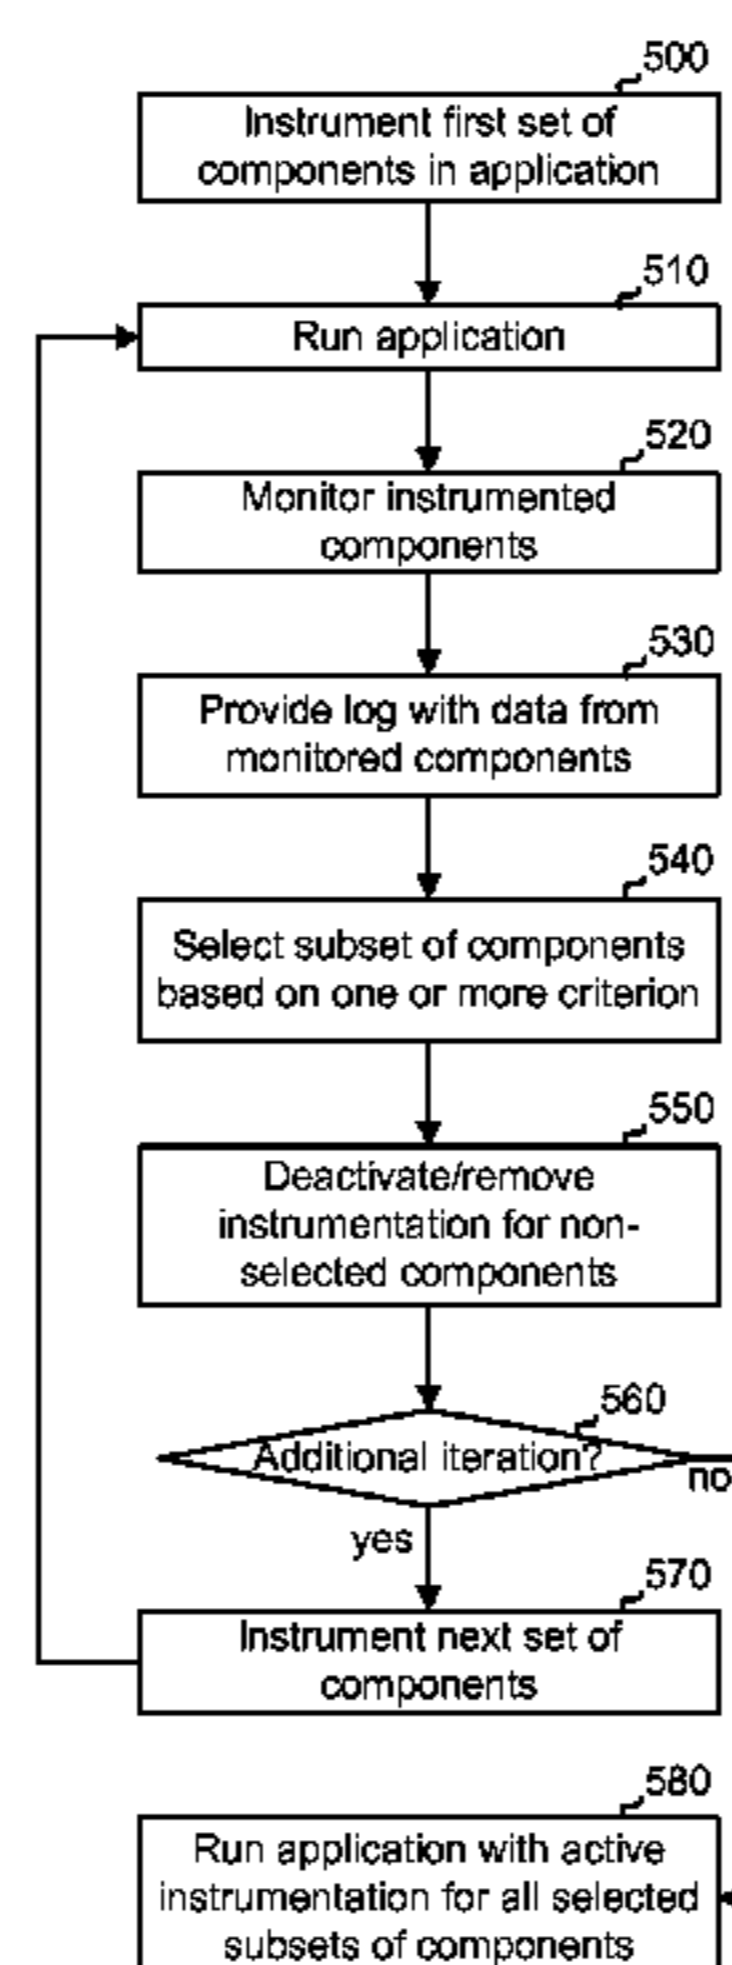 500
Instrument first set of
components in application
510
Run application
520
Monitor instrumented
components
530
Provide log with data from
monitored components
540
Select subset of components
based on one or more criterion
550
Deactivate/remove
instrumentation for non-
selected components
560
Additional iteration?
no
yes
570
Instrument next set of
components
580
Run application with active
instrumentation for all selected
subsets of components